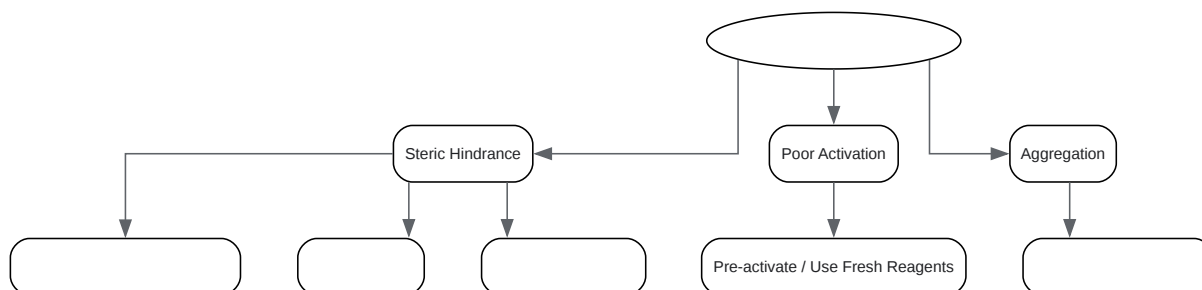 Steric Hindrance
Poor Activation
Aggregation
Pre-activate / Use Fresh Reagents